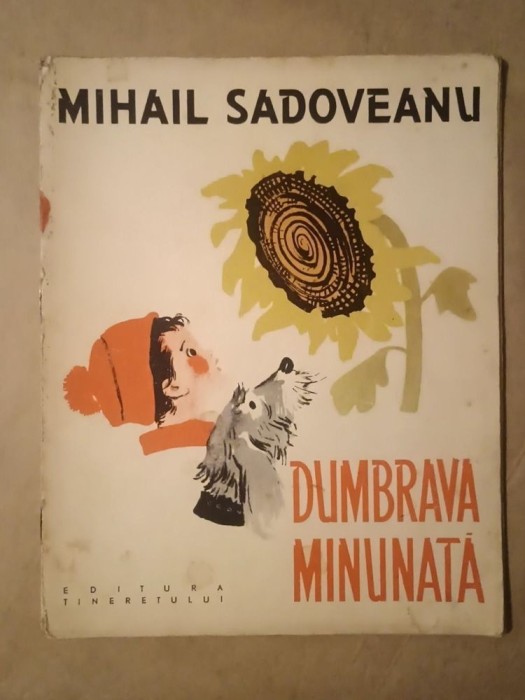 MIHAIL SADOVEANU
DUMBRAVA
MINUNATĂ
EDITURA
TINERETULUI